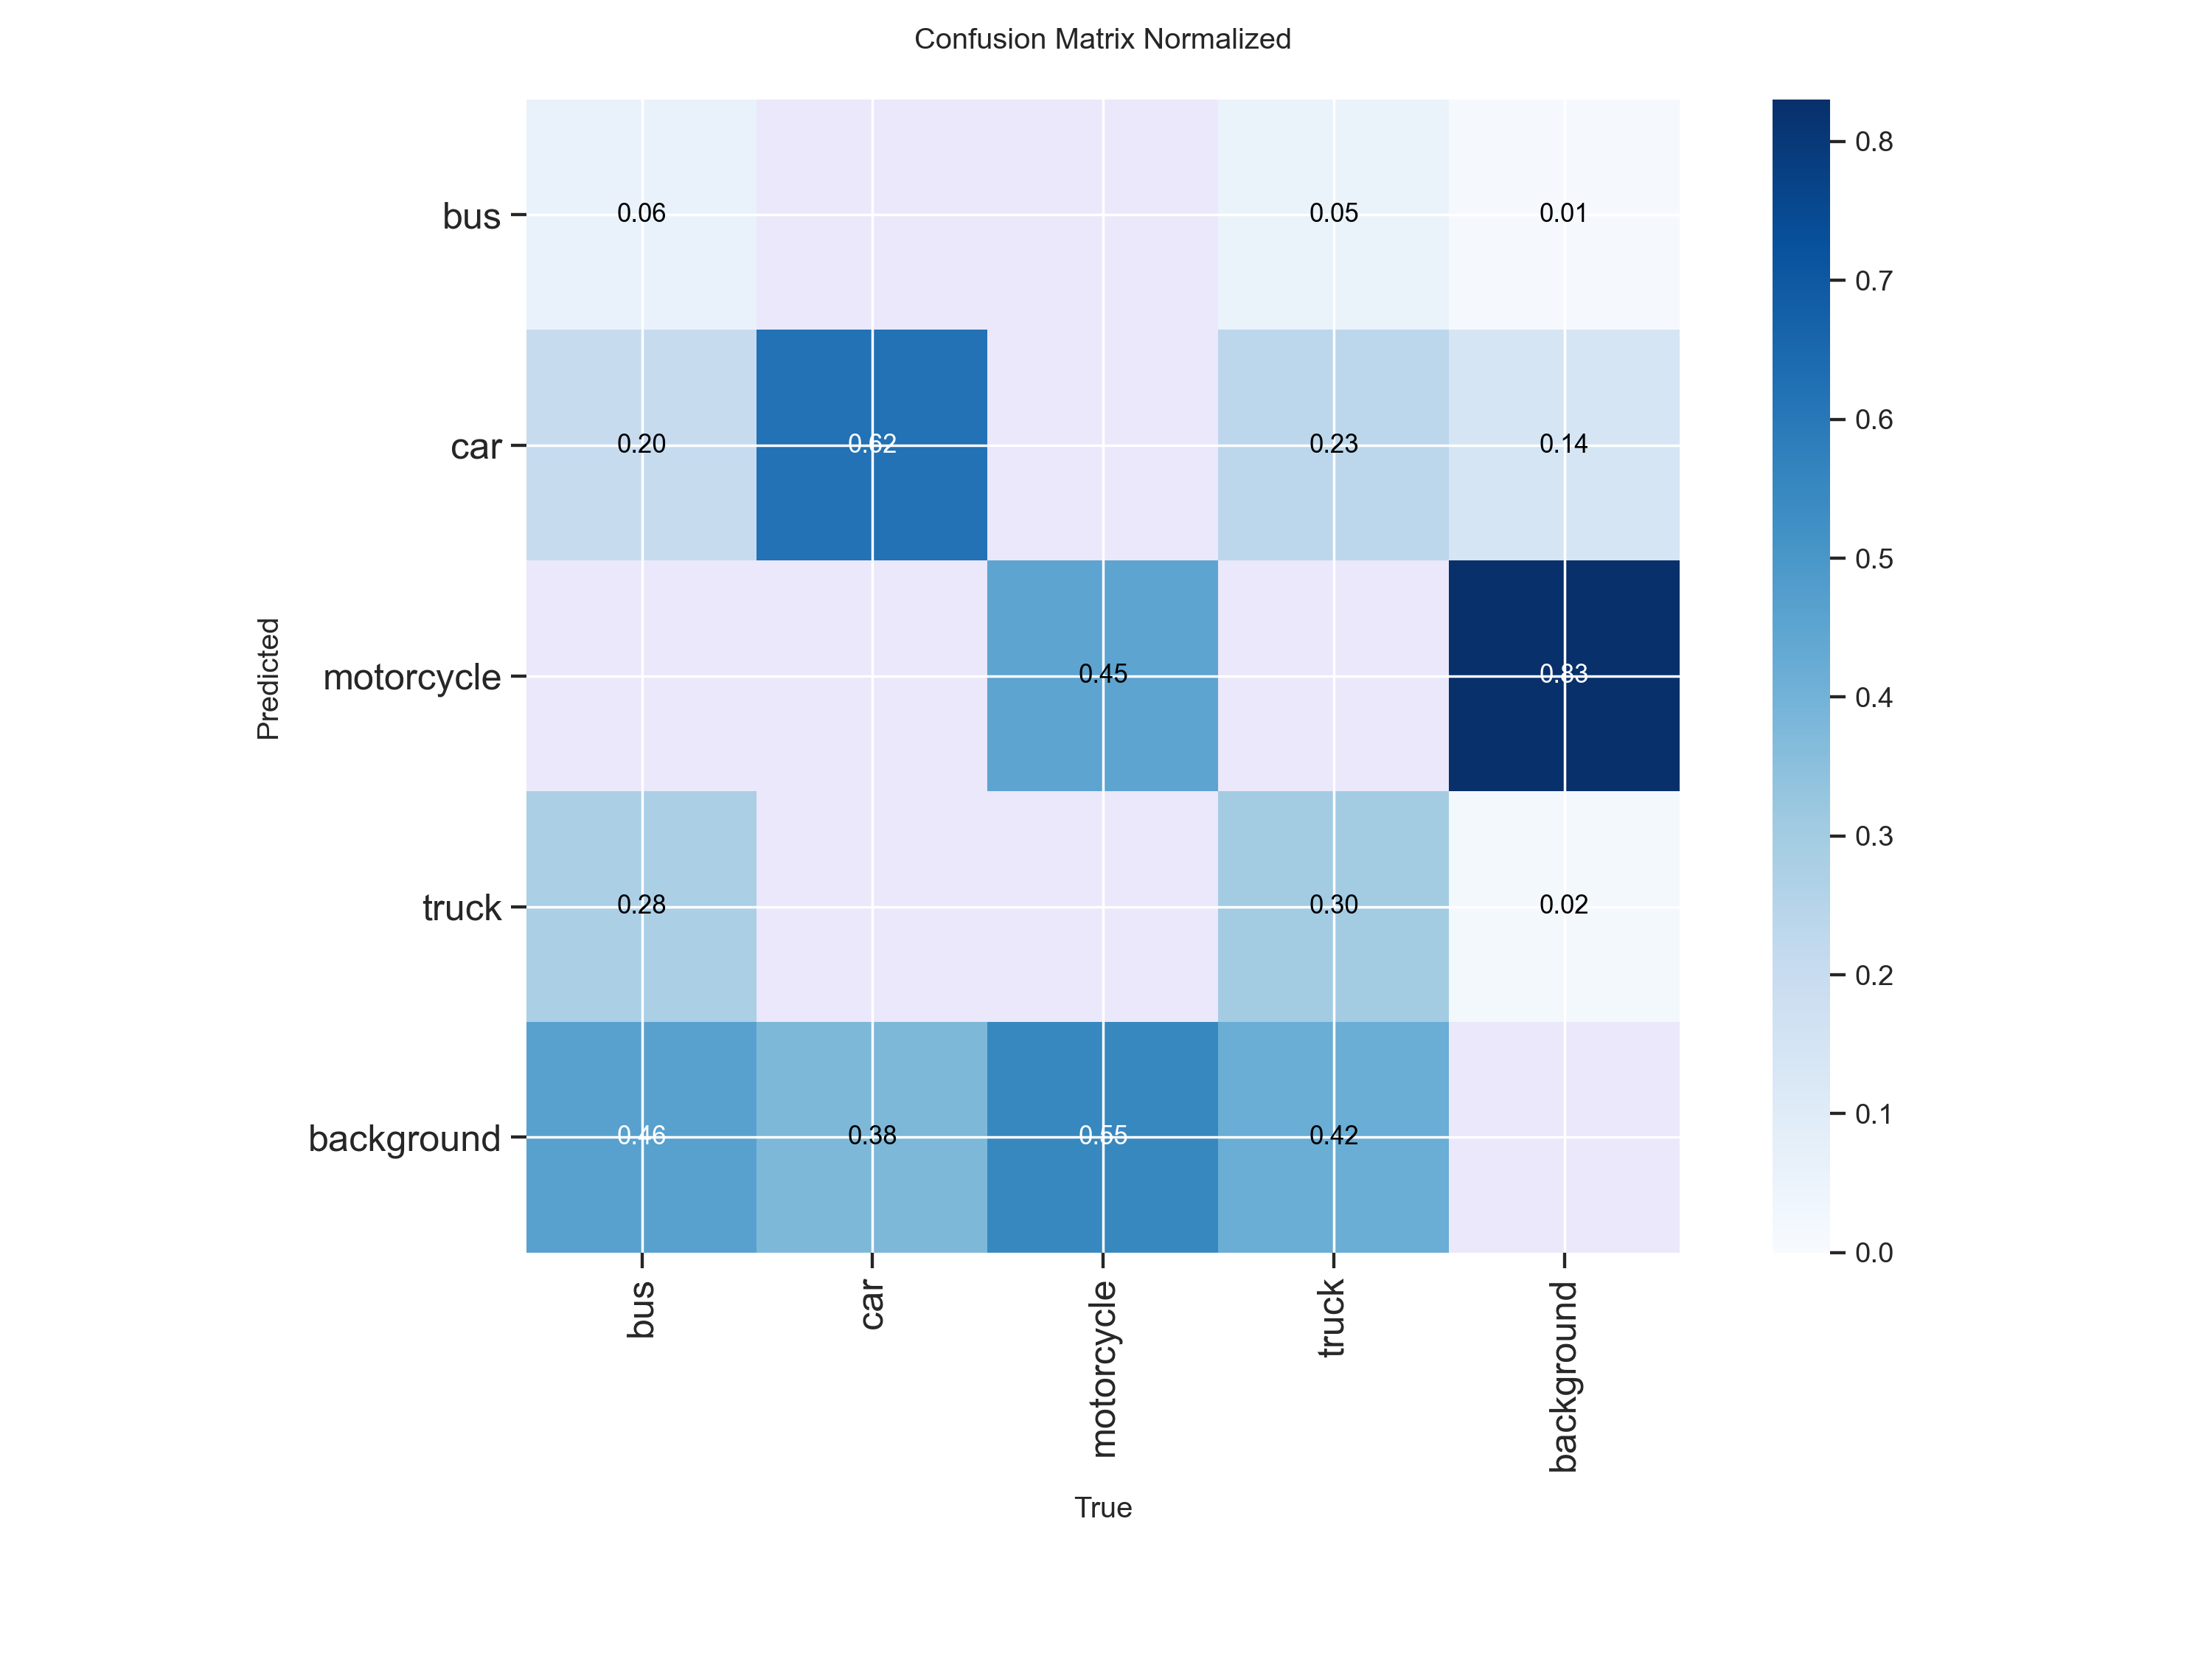 Confusion Matrix Normalized
bus 0.06 0.05 0.01
car 0.20 0.62 0.23 0.14
motorcycle 0.45 0.83
truck 0.28 0.30 0.02
background 0.46 0.38 0.55 0.42
Predicted
bus car motorcycle truck background
True
0.8
0.7
0.6
0.5
0.4
0.3
0.2
0.1
0.0